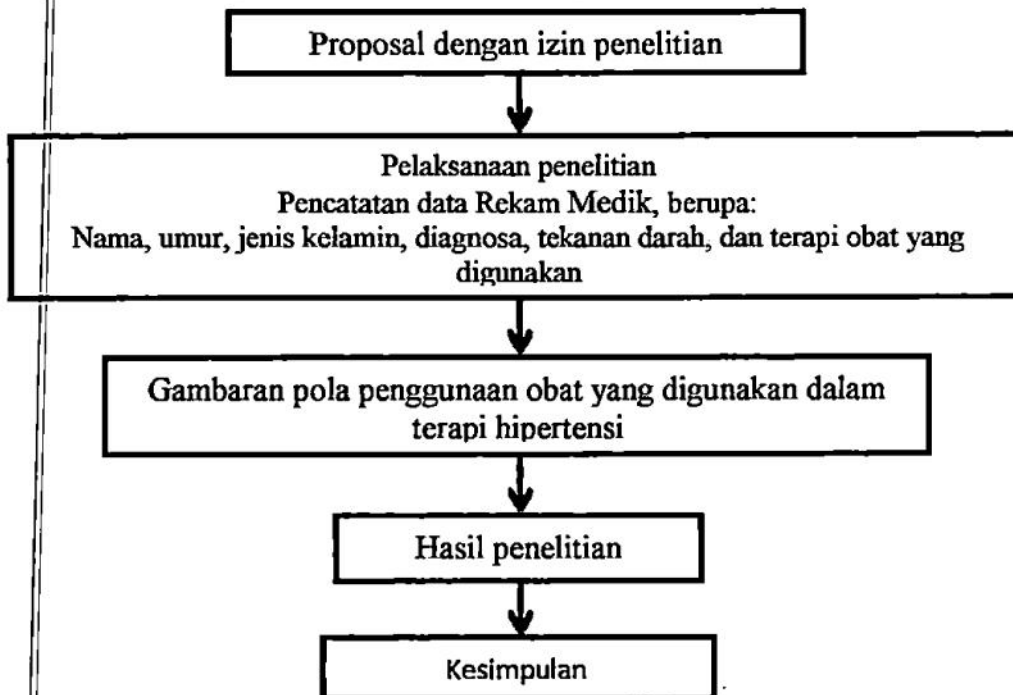 Proposal dengan izin penelitian
Pelaksanaan penelitian
Pencatatan data Rekam Medik, berupa:
Nama, umur, jenis kelamin, diagnosa, tekanan darah, dan terapi obat yang
digunakan
Gambaran pola penggunaan obat yang digunakan dalam
terapi hipertensi
Hasil penelitian
Kesimpulan